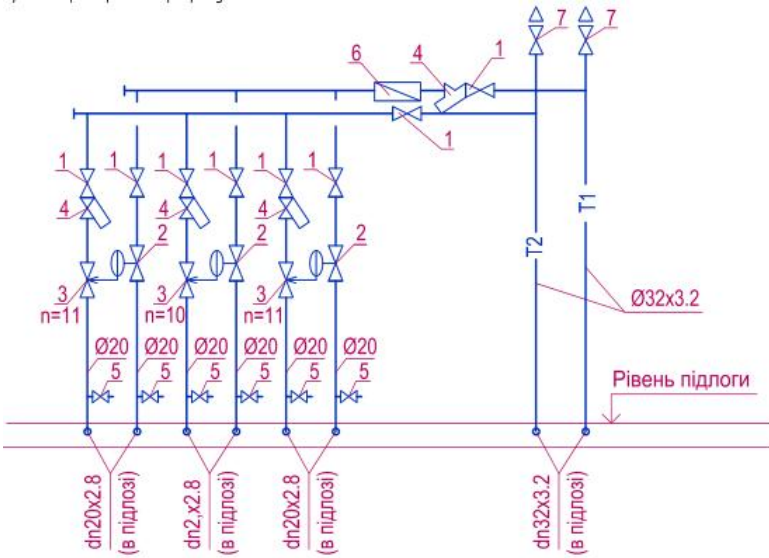 7
7
6
4
1
1
1
1
1
1
1
1
4
4
4
2
2
2
3
3
3
n=11
n=10
n=11
T2
T1
Ø32x3.2
Ø20
Ø20
Ø20
Ø20
Ø20
Ø20
5
5
5
5
5
5
Рівень підлоги
dn20x2.8
(в підлозі)
dn2,x2.8
(в підлозі)
dn20x2.8
(в підлозі)
dn32x3.2
(в підлозі)